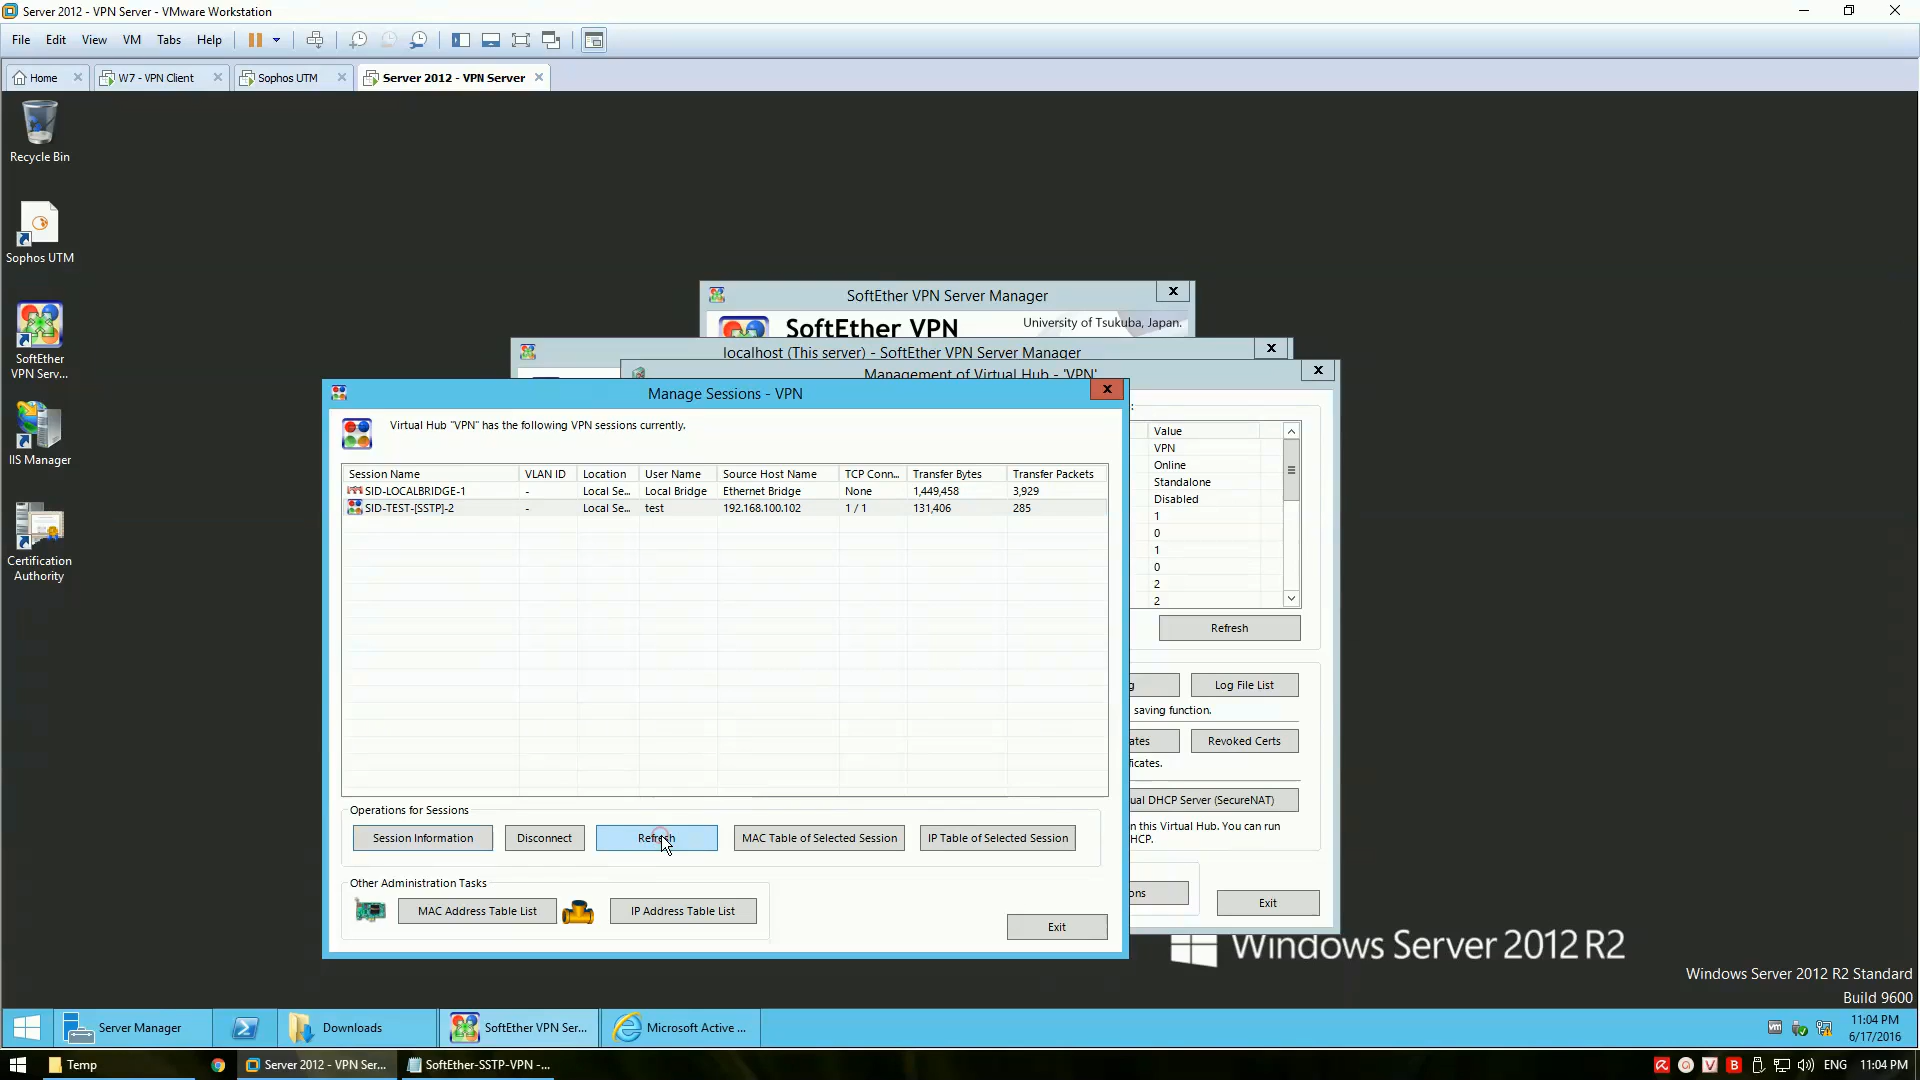 Server 2012 - VPN Server - VMware Workstation
File Edit View VM Tabs Help
Home W7 - VPN Client Sophos UTM Server 2012 - VPN Server
Recycle Bin
Sophos UTM
SoftEther
VPN Serv...
IIS Manager
Certification
Authority
SoftEther VPN Server Manager
SoftEther VPN
University of Tsukuba, Japan.
localhost (This server) - SoftEther VPN Server Manager
Management of Virtual Hub - 'VPN'
Manage Sessions - VPN
Virtual Hub "VPN" has the following VPN sessions currently.
Session Name VLAN ID Location User Name Source Host Name TCP Conn... Transfer Bytes Transfer Packets
SID-LOCALBRIDGE-1 - Local Se... Local Bridge Ethernet Bridge None 1,449,458 3,929
SID-TEST-[SSTP]-2 - Local Se... test 192.168.100.102 1 / 1 131,406 285
Operations for Sessions
Session Information Disconnect Refresh MAC Table of Selected Session IP Table of Selected Session
Other Administration Tasks
MAC Address Table List IP Address Table List
Exit
:
Value
VPN
Online
Standalone
Disabled
1
0
1
0
2
2
Refresh
g Log File List
saving function.
ates Revoked Certs
ficates.
ual DHCP Server (SecureNAT)
n this Virtual Hub. You can run
HCP.
ons Exit
Windows Server 2012 R2
Windows Server 2012 R2 Standard
Build 9600
Server Manager Downloads SoftEther VPN Ser... Microsoft Active ...
11:04 PM
6/17/2016
Temp Server 2012 - VPN Ser... SoftEther-SSTP-VPN -... ENG 11:04 PM